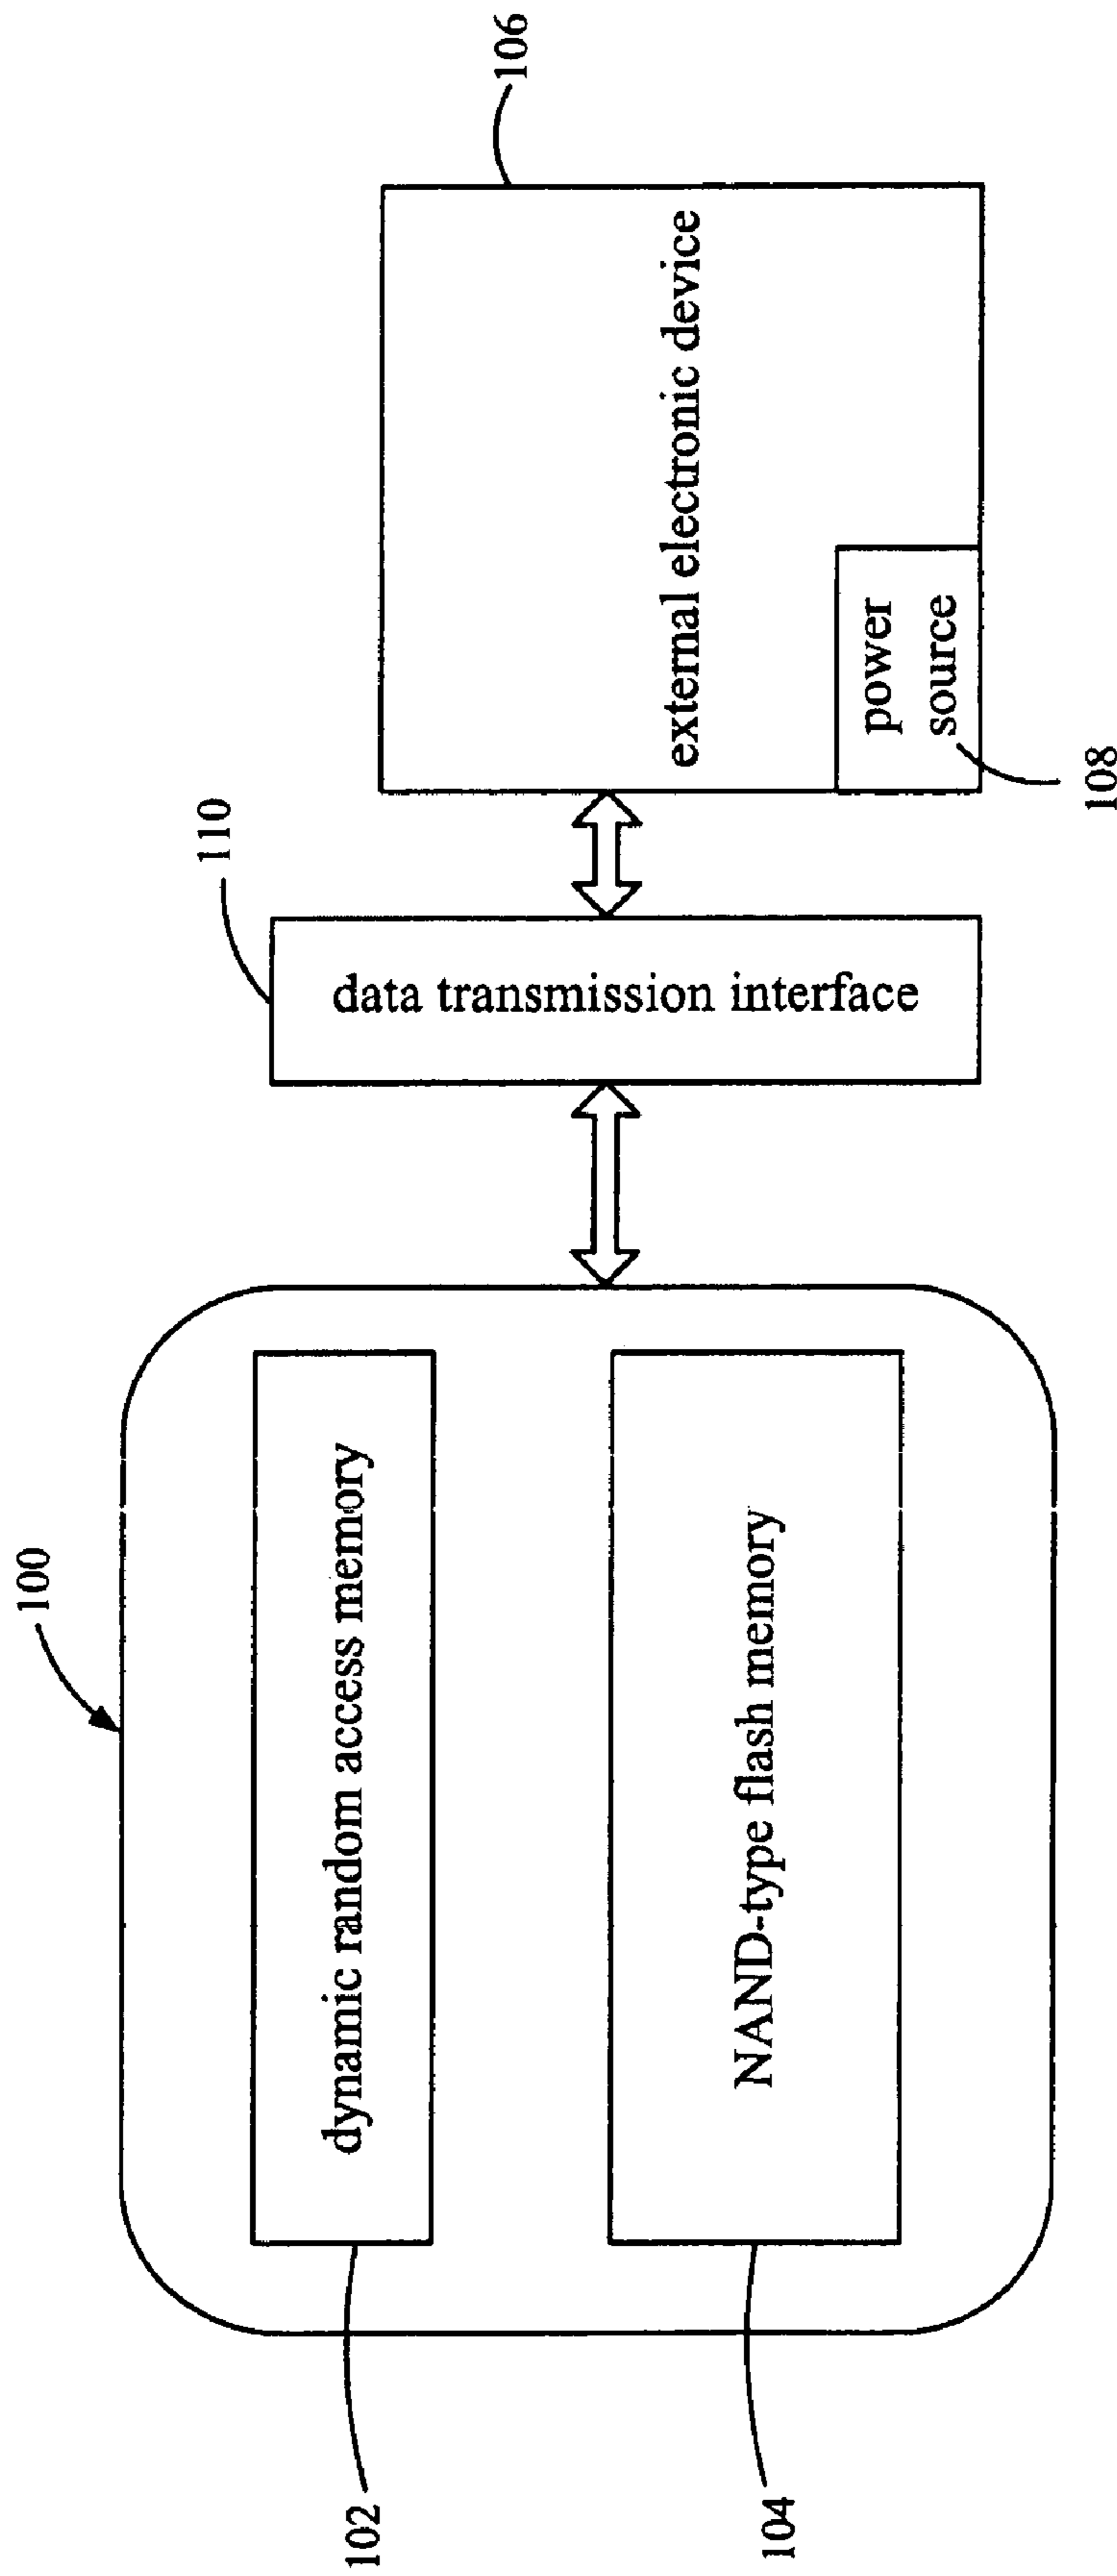 100
102
dynamic random access memory
104
NAND-type flash memory
110
data transmission interface
106
external electronic device
power
source
108